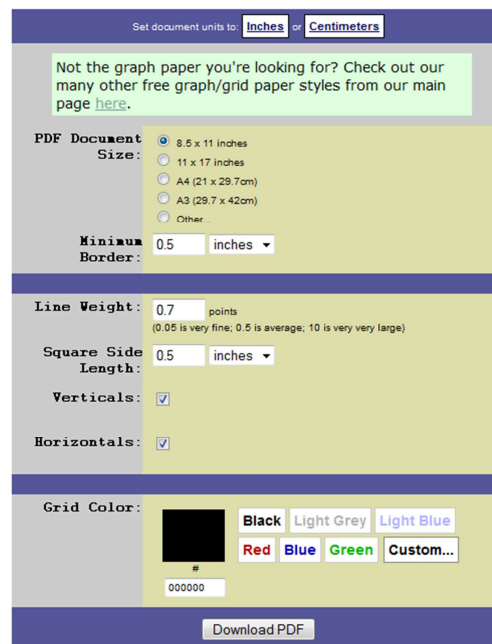 Set document units to: Inches or Centimeters
Not the graph paper you're looking for? Check out our
many other free graph/grid paper styles from our main
page here.
PDF Document
Size:
8.5 x 11 inches
11 x 17 inches
A4 (21 x 29.7cm)
A3 (29.7 x 42cm)
Other...
Minimum
Border:
0.5 inches
Line Weight:
0.7 points
(0.05 is very fine; 0.5 is average; 10 is very very large)
Square Side
Length:
0.5 inches
Verticals:
Horizontals:
Grid Color:
Black Light Grey Light Blue
Red Blue Green Custom...
#
000000
Download PDF